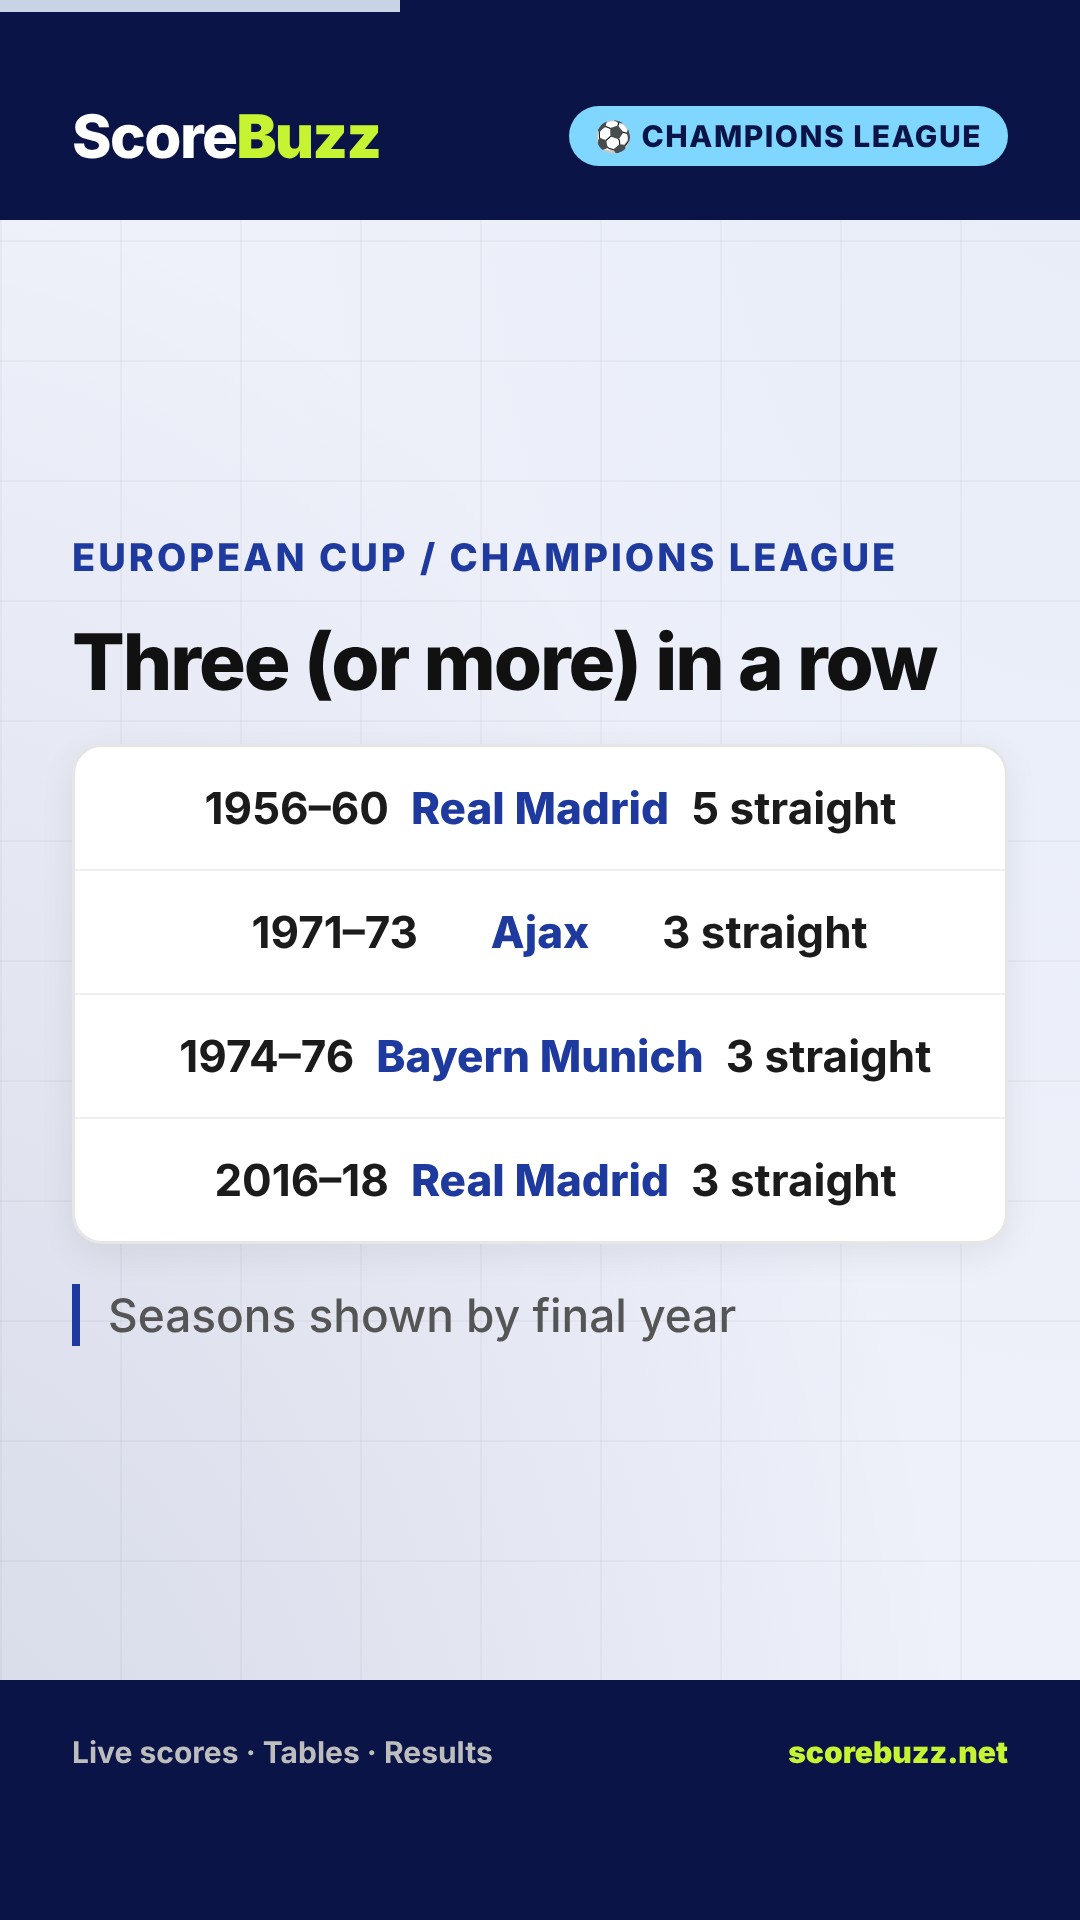 ScoreBuzz
⚽ CHAMPIONS LEAGUE
EUROPEAN CUP / CHAMPIONS LEAGUE
Three (or more) in a row
1956–60 Real Madrid 5 straight
1971–73 Ajax 3 straight
1974–76 Bayern Munich 3 straight
2016–18 Real Madrid 3 straight
Seasons shown by final year
Live scores · Tables · Results
scorebuzz.net